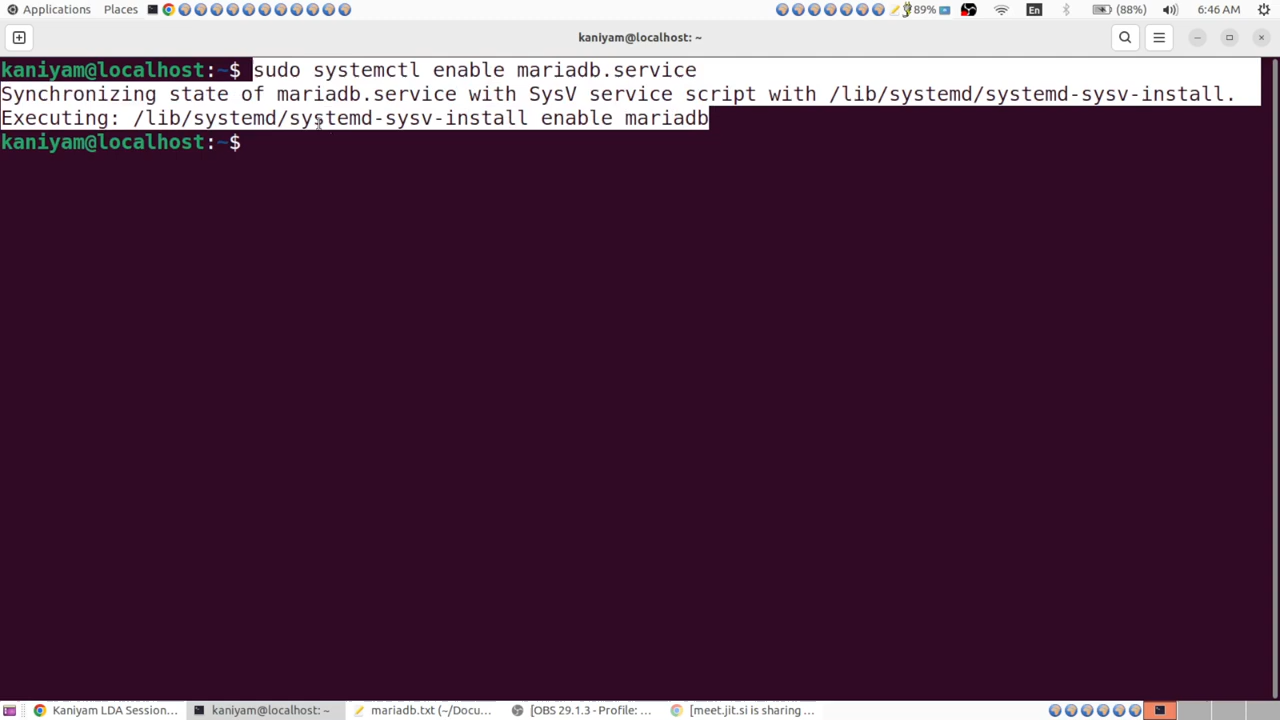 Applications Places 89% En (88%) 6:46 AM
kaniyam@localhost: ~
kaniyam@localhost:~$ sudo systemctl enable mariadb.service
Synchronizing state of mariadb.service with SysV service script with /lib/systemd/systemd-sysv-install.
Executing: /lib/systemd/systemd-sysv-install enable mariadb
kaniyam@localhost:~$
Kaniyam LDA Session... kaniyam@localhost: ~ mariadb.txt (~/Docu... [OBS 29.1.3 - Profile: ... [meet.jit.si is sharing ...